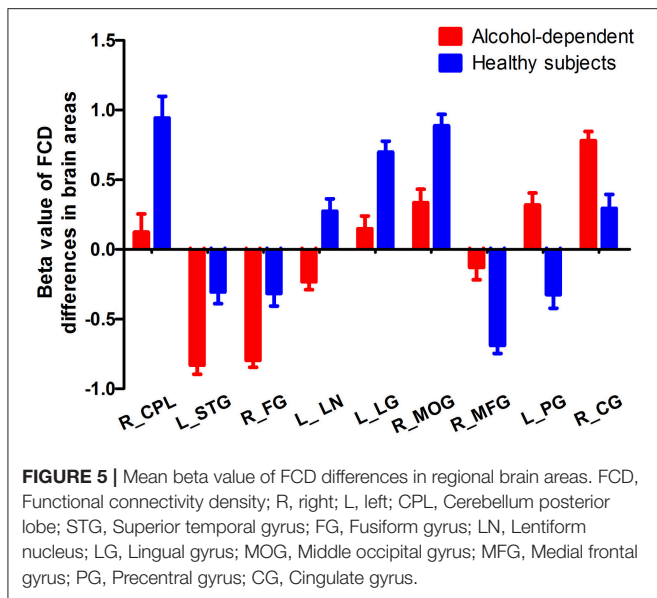 Alcohol-dependent
Healthy subjects
Beta value of FCD
differences in brain areas
1.5
1.0
0.5
0.0
-0.5
-1.0
R_CPL
L_STG
R_FG
L_ LN
L_LG
R_MOG
R_MFG
L_PG
R_CG
FIGURE 5 | Mean beta value of FCD differences in regional brain areas. FCD,
Functional connectivity density; R, right; L, left; CPL, Cerebellum posterior
lobe; STG, Superior temporal gyrus; FG, Fusiform gyrus; LN, Lentiform
nucleus; LG, Lingual gyrus; MOG, Middle occipital gyrus; MFG, Medial frontal
gyrus; PG, Precentral gyrus; CG, Cingulate gyrus.